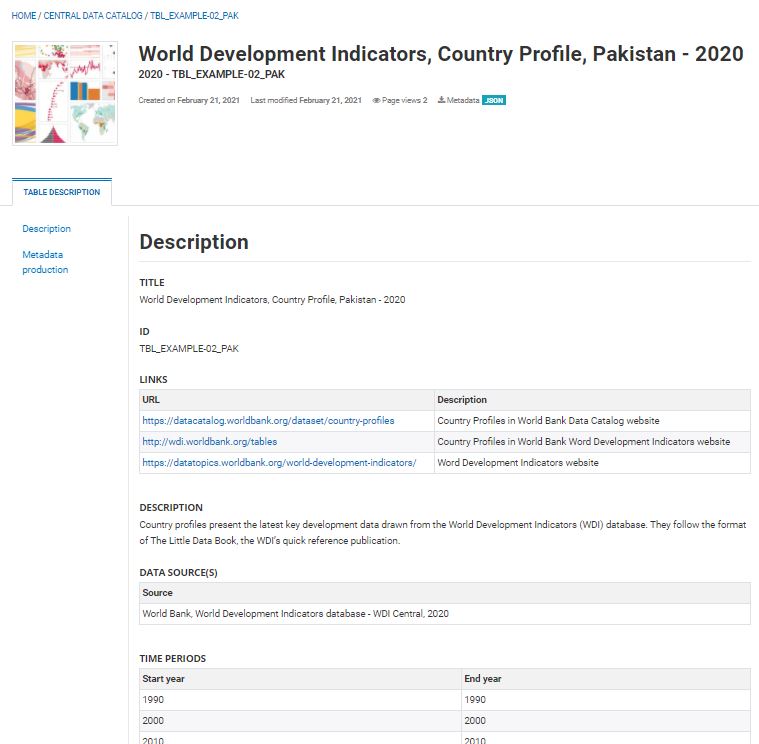 HOME / CENTRAL DATA CATALOG / TBL_EXAMPLE-02_PAK
World Development Indicators, Country Profile, Pakistan - 2020
2020 - TBL_EXAMPLE-02_PAK
Created on February 21, 2021 Last modified February 21, 2021 Page views 2 Metadata JSON
TABLE DESCRIPTION
Description
Metadata
production
Description
TITLE
World Development Indicators, Country Profile, Pakistan - 2020
ID
TBL_EXAMPLE-02_PAK
LINKS
URL Description
https://datacatalog.worldbank.org/dataset/country-profiles Country Profiles in World Bank Data Catalog website
http://wdi.worldbank.org/tables Country Profiles in World Bank Word Development Indicators website
https://datatopics.worldbank.org/world-development-indicators/ Word Development Indicators website
DESCRIPTION
Country profiles present the latest key development data drawn from the World Development Indicators (WDI) database. They follow the format
of The Little Data Book, the WDI's quick reference publication.
DATA SOURCE(S)
Source
World Bank, World Development Indicators database - WDI Central, 2020
TIME PERIODS
Start year End year
1990 1990
2000 2000
2010 2010